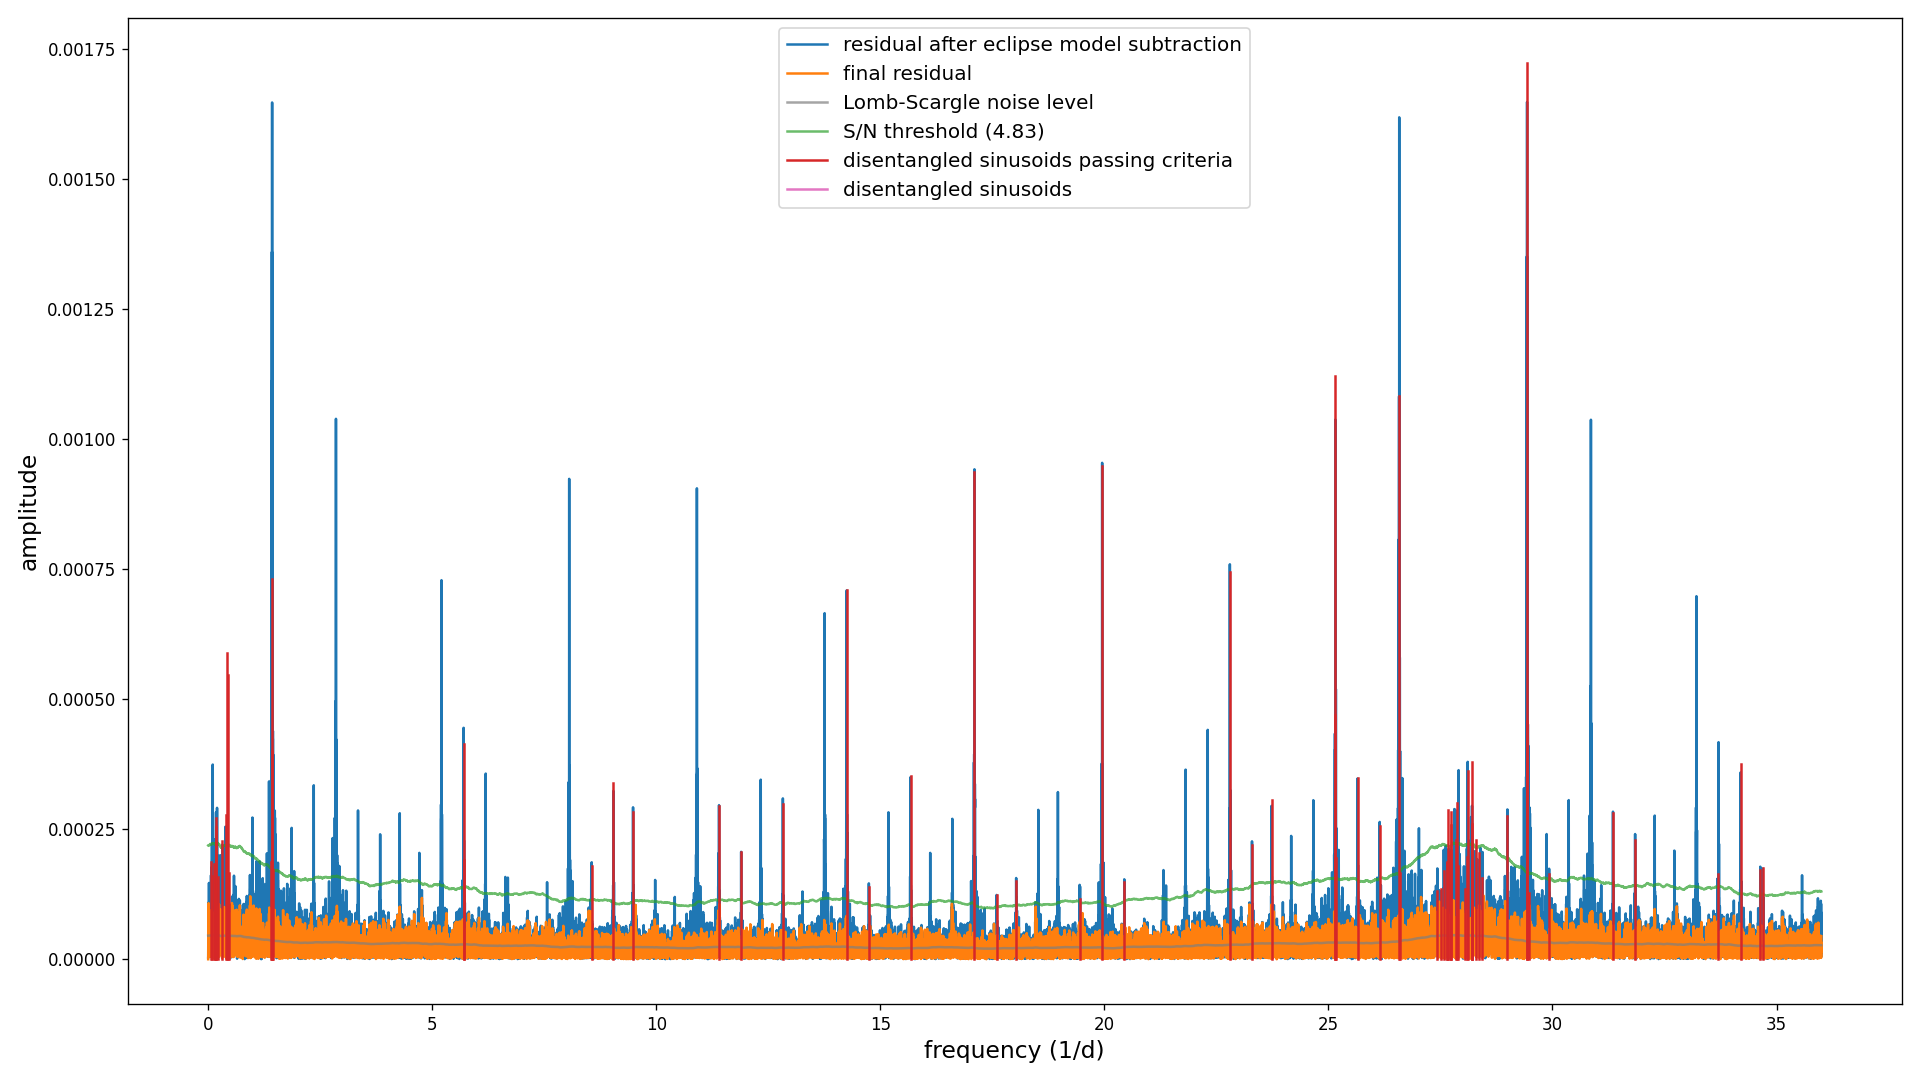 residual after eclipse model subtraction
final residual
Lomb-Scargle noise level
S/N threshold (4.83)
disentangled sinusoids passing criteria
disentangled sinusoids
amplitude
0.00175
0.00150
0.00125
0.00100
0.00075
0.00050
0.00025
0.00000
0 5 10 15 20 25 30 35
frequency (1/d)